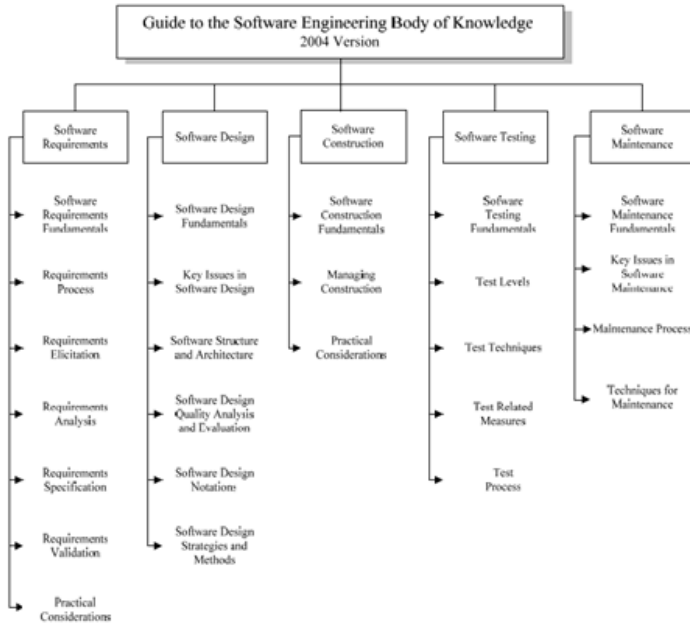 Guide to the Software Engineering Body of Knowledge
2004 Version
Software
Requirements
Software
Requirements
Fundamentals
Requirements
Process
Requirements
Elicitation
Requirements
Analysis
Requirements
Specification
Requirements
Validation
Practical
Considerations
Software Design
Software Design
Fundamentals
Key Issues in
Software Design
Software Structure
and Architecture
Software Design
Quality Analysis
and Evaluation
Software Design
Notations
Software Design
Strategies and
Methods
Software
Construction
Software
Construction
Fundamentals
Managing
Construction
Practical
Considerations
Software Testing
Sofware
Testing
Fundamentals
Test Levels
Test Techniques
Test Related
Measures
Test
Process
Software
Maintenance
Software
Maintenance
Fundamentals
Key Issues in
Software
Maintenance
Maintenance Process
Techniques for
Maintenance